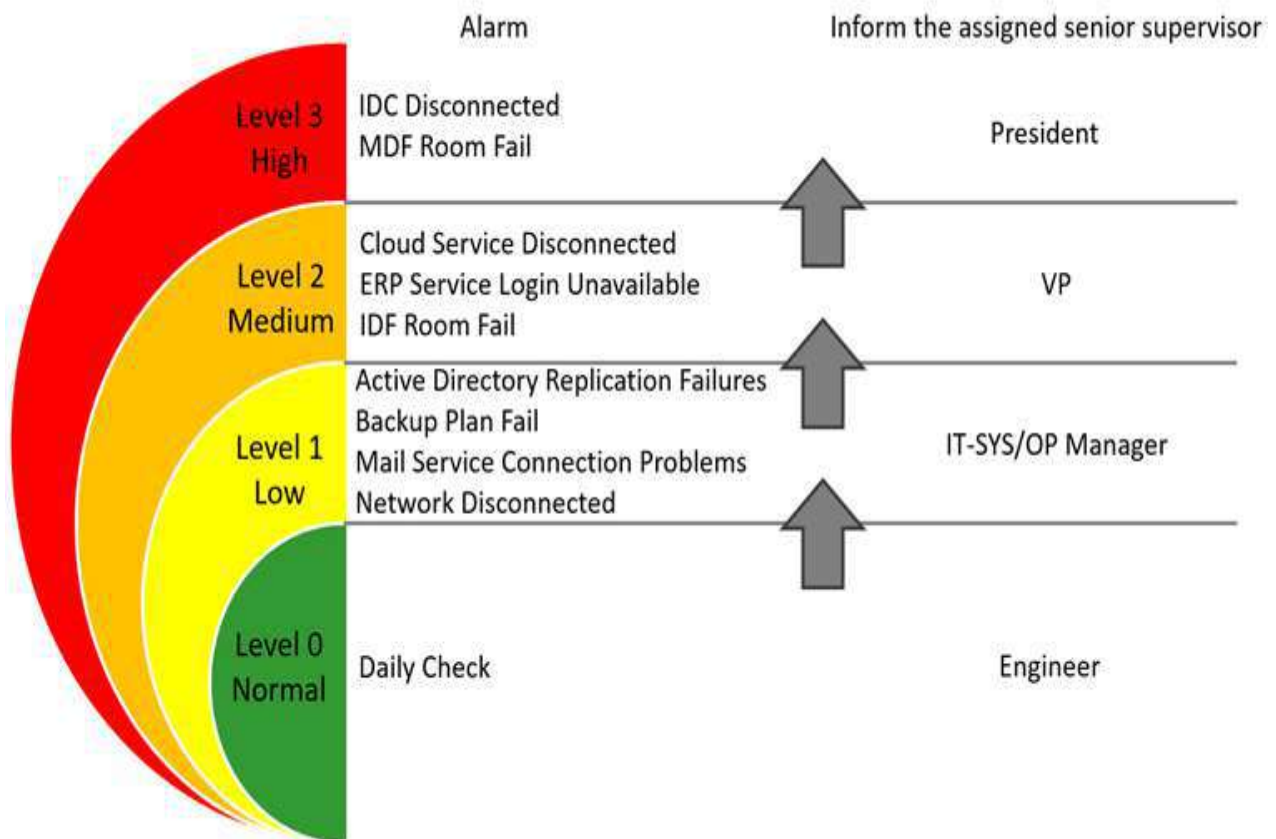 Alarm
Inform the assigned senior supervisor
Level 3
High
IDC Disconnected
MDF Room Fail
President
Level 2
Medium
Cloud Service Disconnected
ERP Service Login Unavailable
IDF Room Fail
VP
Level 1
Low
Active Directory Replication Failures
Backup Plan Fail
Mail Service Connection Problems
Network Disconnected
IT-SYS/OP Manager
Level 0
Normal
Daily Check
Engineer